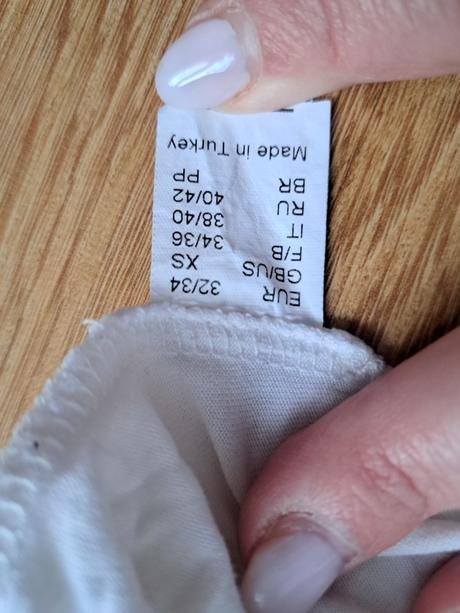 EUR 32/34
GB/US XS
F/B 34/36
IT 38/40
RU 40/42
BR PP
Made in Turkey